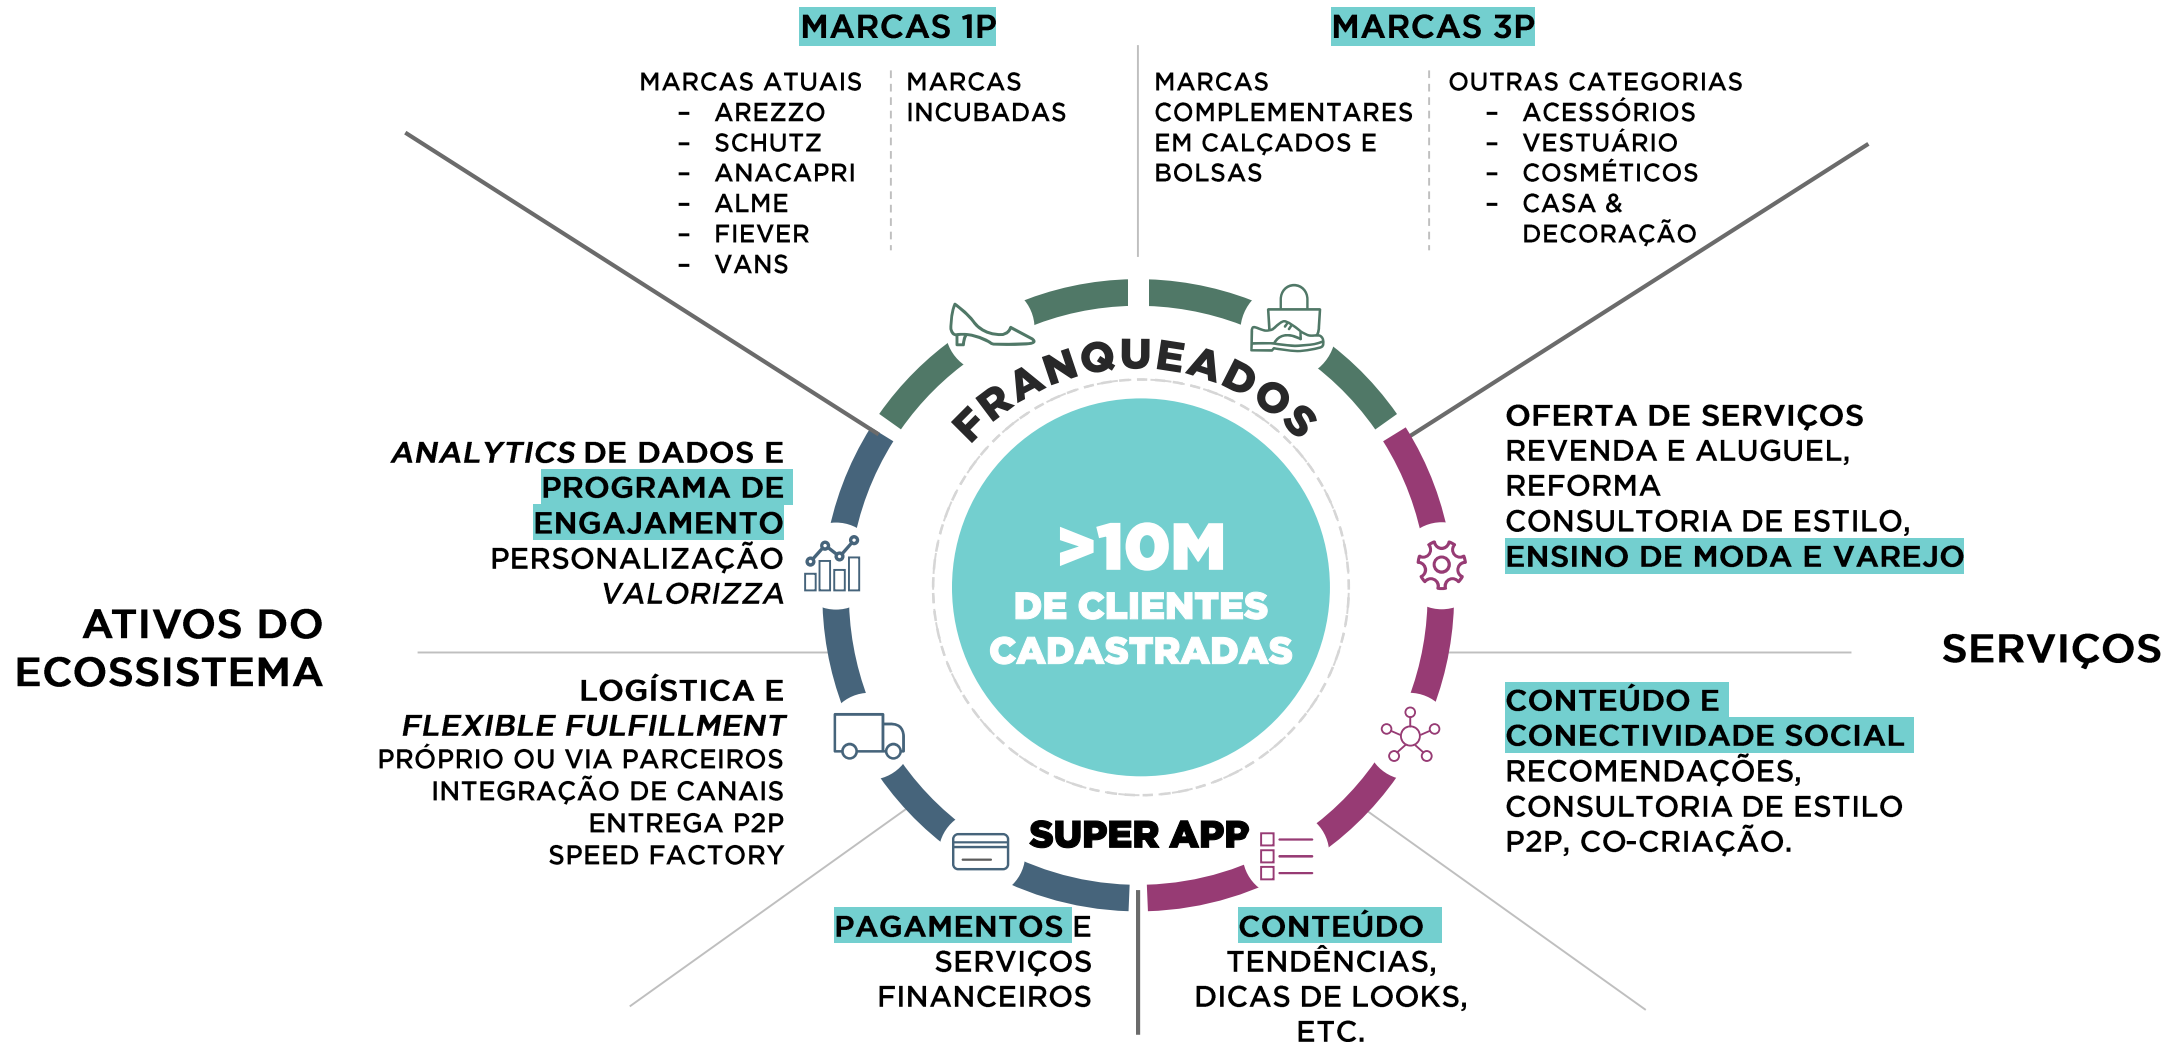 MARCAS 1P
MARCAS ATUAIS
- AREZZO
- SCHUTZ
- ANACAPRI
- ALME
- FIEVER
- VANS
MARCAS
INCUBADAS
MARCAS 3P
MARCAS
COMPLEMENTARES
EM CALÇADOS E
BOLSAS
OUTRAS CATEGORIAS
- ACESSÓRIOS
- VESTUÁRIO
- COSMÉTICOS
- CASA &
DECORAÇÃO
FRANQUEADOS
>10M
DE CLIENTES
CADASTRADAS
SUPER APP
ATIVOS DO
ECOSSISTEMA
ANALYTICS DE DADOS E
PROGRAMA DE
ENGAJAMENTO
PERSONALIZAÇÃO
VALORIZZA
LOGÍSTICA E
FLEXIBLE FULFILLMENT
PRÓPRIO OU VIA PARCEIROS
INTEGRAÇÃO DE CANAIS
ENTREGA P2P
SPEED FACTORY
PAGAMENTOS E
SERVIÇOS
FINANCEIROS
CONTEÚDO
TENDÊNCIAS,
DICAS DE LOOKS,
ETC.
OFERTA DE SERVIÇOS
REVENDA E ALUGUEL,
REFORMA
CONSULTORIA DE ESTILO,
ENSINO DE MODA E VAREJO
SERVIÇOS
CONTEÚDO E
CONECTIVIDADE SOCIAL
RECOMENDAÇÕES,
CONSULTORIA DE ESTILO
P2P, CO-CRIAÇÃO.